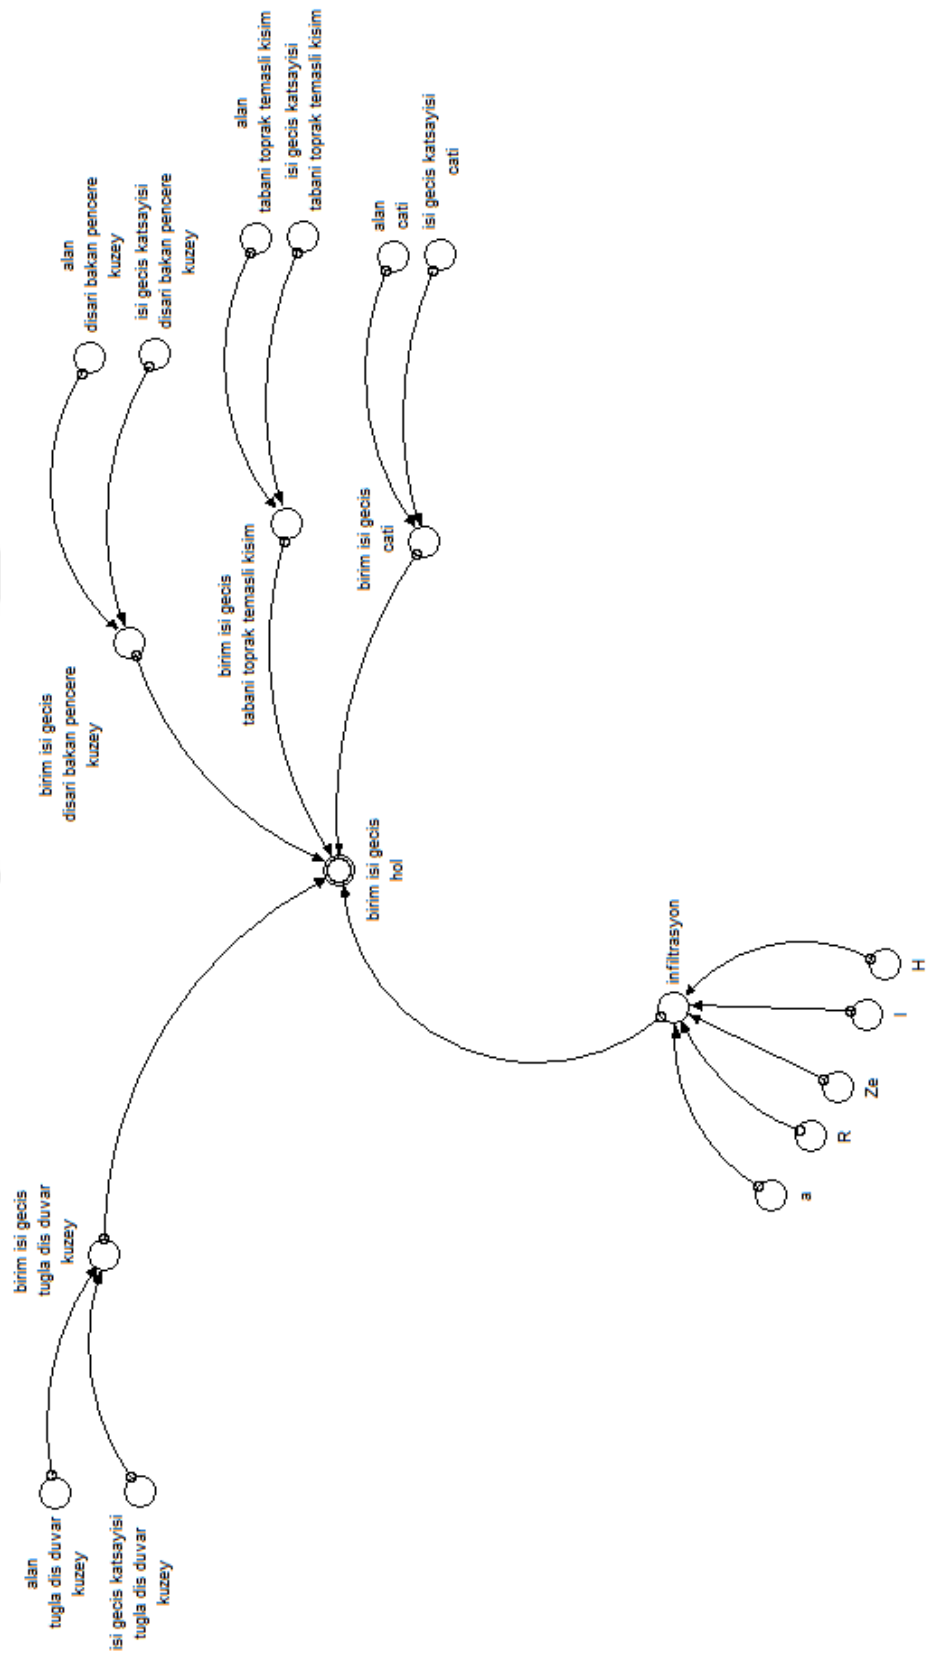 alan
tugla dis duvar
kuzey
isi gecis katsayisi
tugla dis duvar
kuzey
birim isi gecis
tugla dis duvar
kuzey
birim isi gecis
disari bakan pencere
kuzey
alan
disari bakan pencere
kuzey
isi gecis katsayisi
disari bakan pencere
kuzey
birim isi gecis
tabani toprak temasli kisim
alan
tabani toprak temasli kisim
isi gecis katsayisi
tabani toprak temasli kisim
birim isi gecis
cati
alan
cati
isi gecis katsayisi
cati
birim isi gecis
hol
infiltrasyon
a
R
Ze
I
H